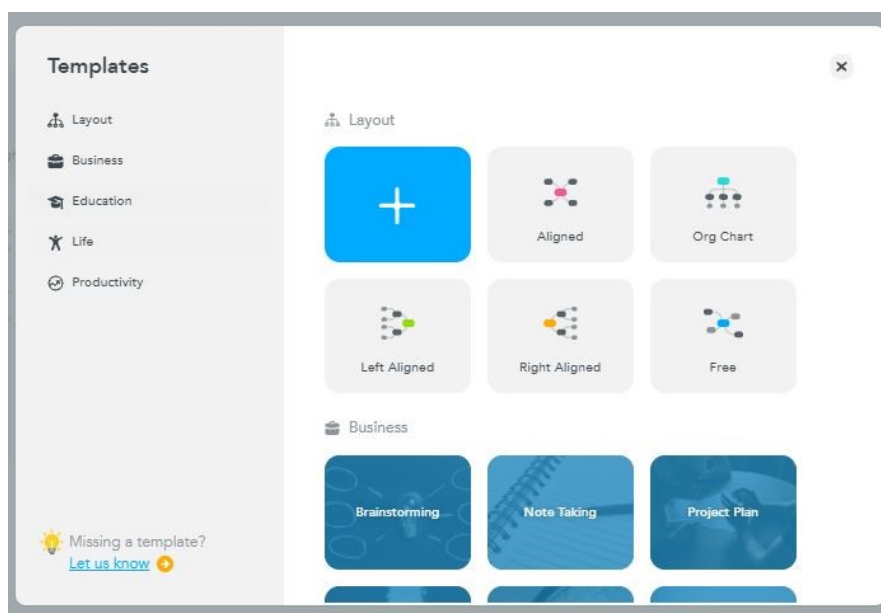 Templates
Layout
Business
Education
Life
Productivity
Missing a template?
Let us know
Layout
Aligned
Org Chart
Left Aligned
Right Aligned
Free
Business
Brainstorming
Note Taking
Project Plan